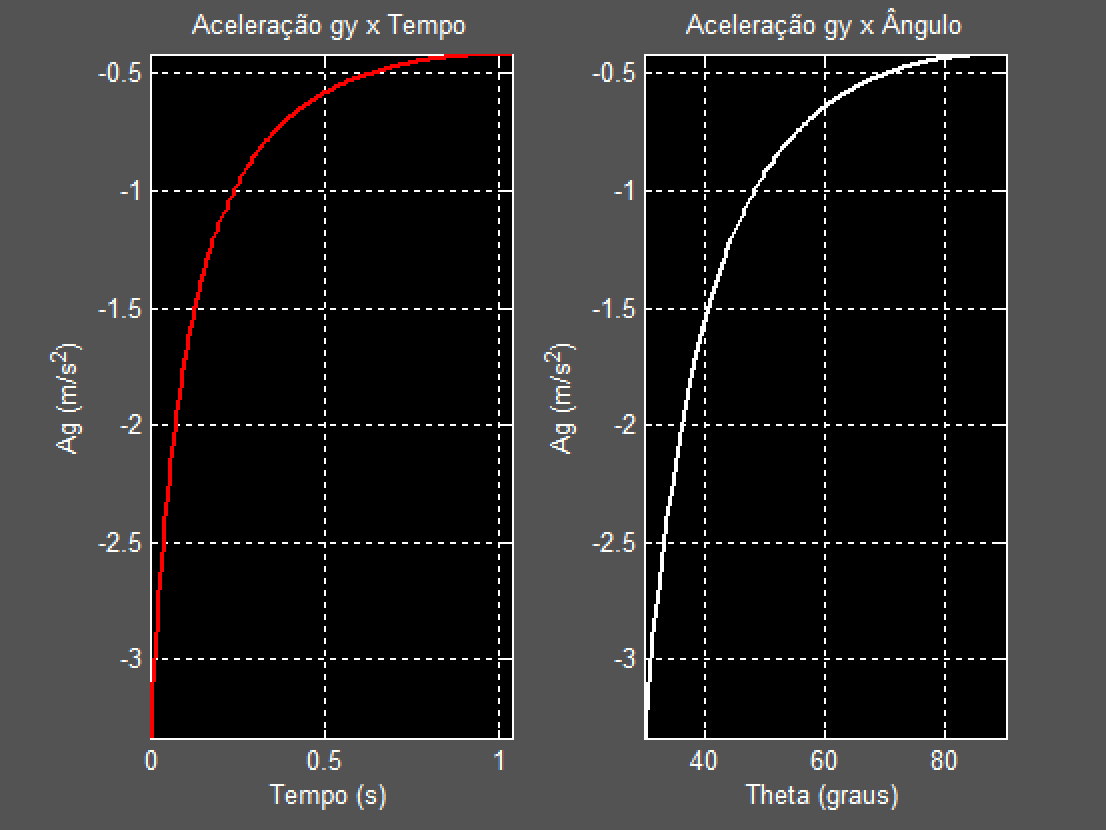 Aceleração gy x Tempo
-0.5
-1
-1.5
-2
-2.5
-3
Ag (m/s²)
0 0.5 1
Tempo (s)
Aceleração gy x Ângulo
-0.5
-1
-1.5
-2
-2.5
-3
Ag (m/s²)
40 60 80
Theta (graus)